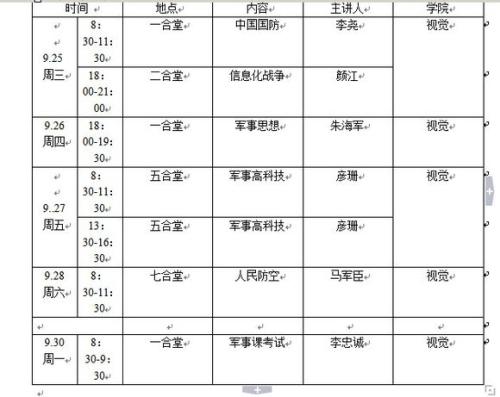 时间 地点 内容 主讲人 学院
9.25 周三 8：30-11：30 一合堂 中国国防 李尧 视觉
18：00-21：00 二合堂 信息化战争 颜江
9.26 周四 18：00-19：30 一合堂 军事思想 朱海军 视觉
9..27 周五 8：30-11：30 五合堂 军事高科技 彦珊 视觉
13：30-16：30 五合堂 军事高科技 彦珊
9.28 周六 8：30-11：30 七合堂 人民防空 马军臣 视觉
9.30 周一 8：30-9：30 一合堂 军事课考试 李忠诚 视觉